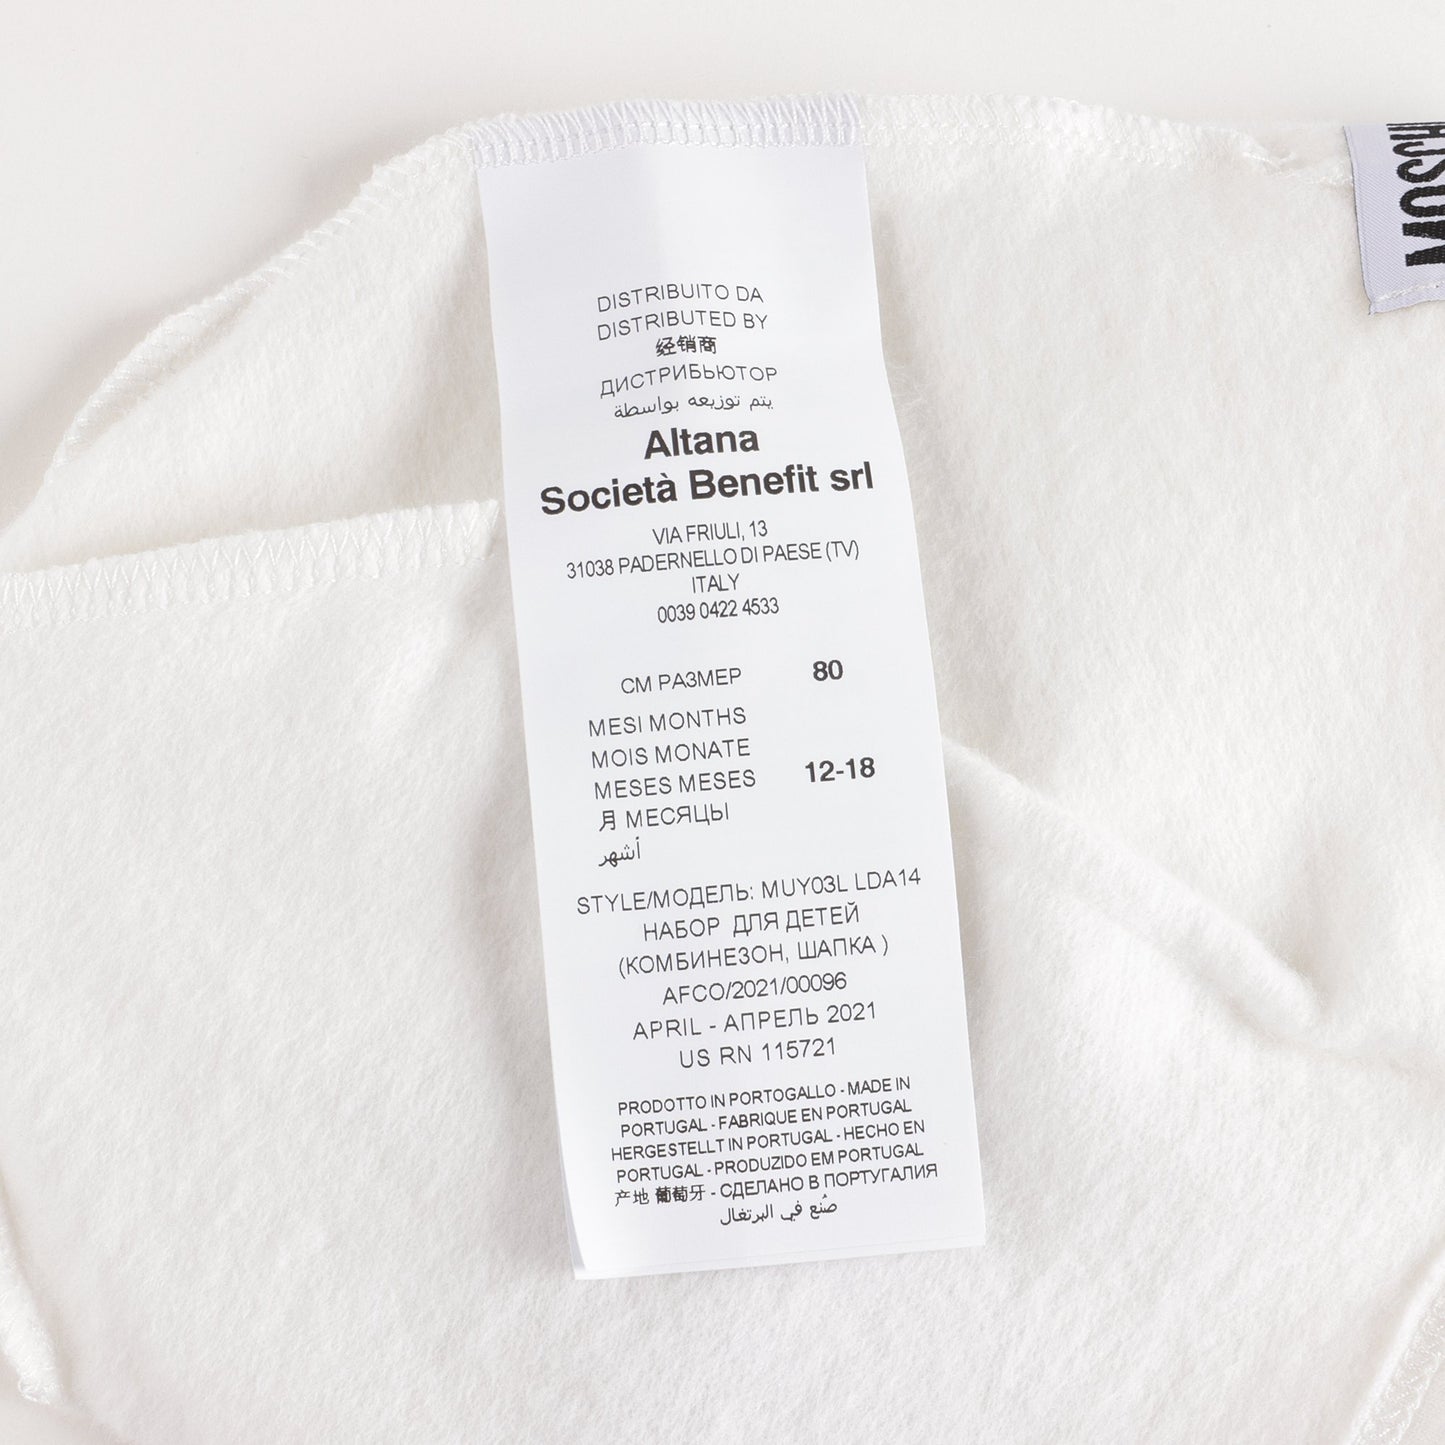 DISTRIBUITO DA
DISTRIBUTED BY
经销商
ДИСТРИБЬЮТОР
يتم توزيعه بواسطة
Altana
Società Benefit srl
VIA FRIULI, 13
31038 PADERNELLO DI PAESE (TV)
ITALY
0039 0422 4533
CM РАЗМЕР 80
MESI MONTHS
MOIS MONATE
MESES MESES 12-18
月 МЕСЯЦЫ
أشهر
STYLE/МОДЕЛЬ: MUY03L LDA14
НАБОР ДЛЯ ДЕТЕЙ
(КОМБИНЕЗОН, ШАПКА )
AFCO/2021/00096
APRIL - АПРЕЛЬ 2021
US RN 115721
PRODOTTO IN PORTOGALLO - MADE IN
PORTUGAL - FABRIQUE EN PORTUGAL
HERGESTELLT IN PORTUGAL - HECHO EN
PORTUGAL - PRODUZIDO EM PORTUGAL
产地 葡萄牙 - СДЕЛАНО В ПОРТУГАЛИЯ
صُنع في البرتغال